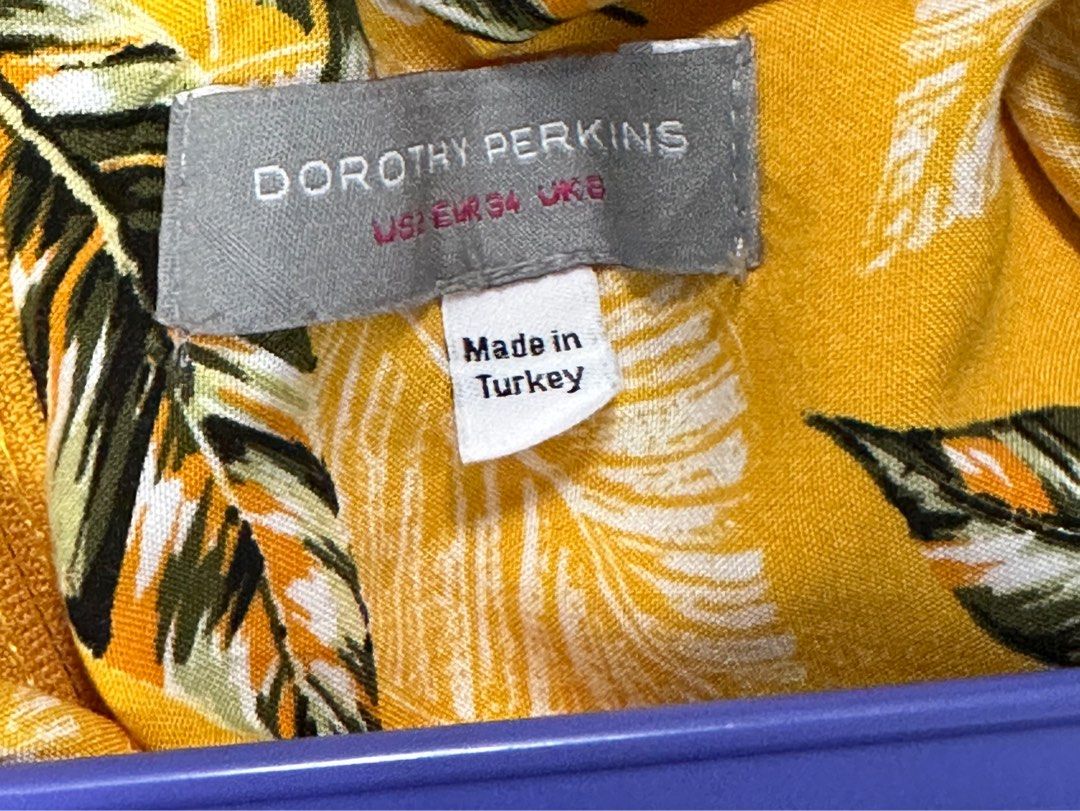 DOROTHY PERKINS
US2 EUR34 UK8
Made in
Turkey